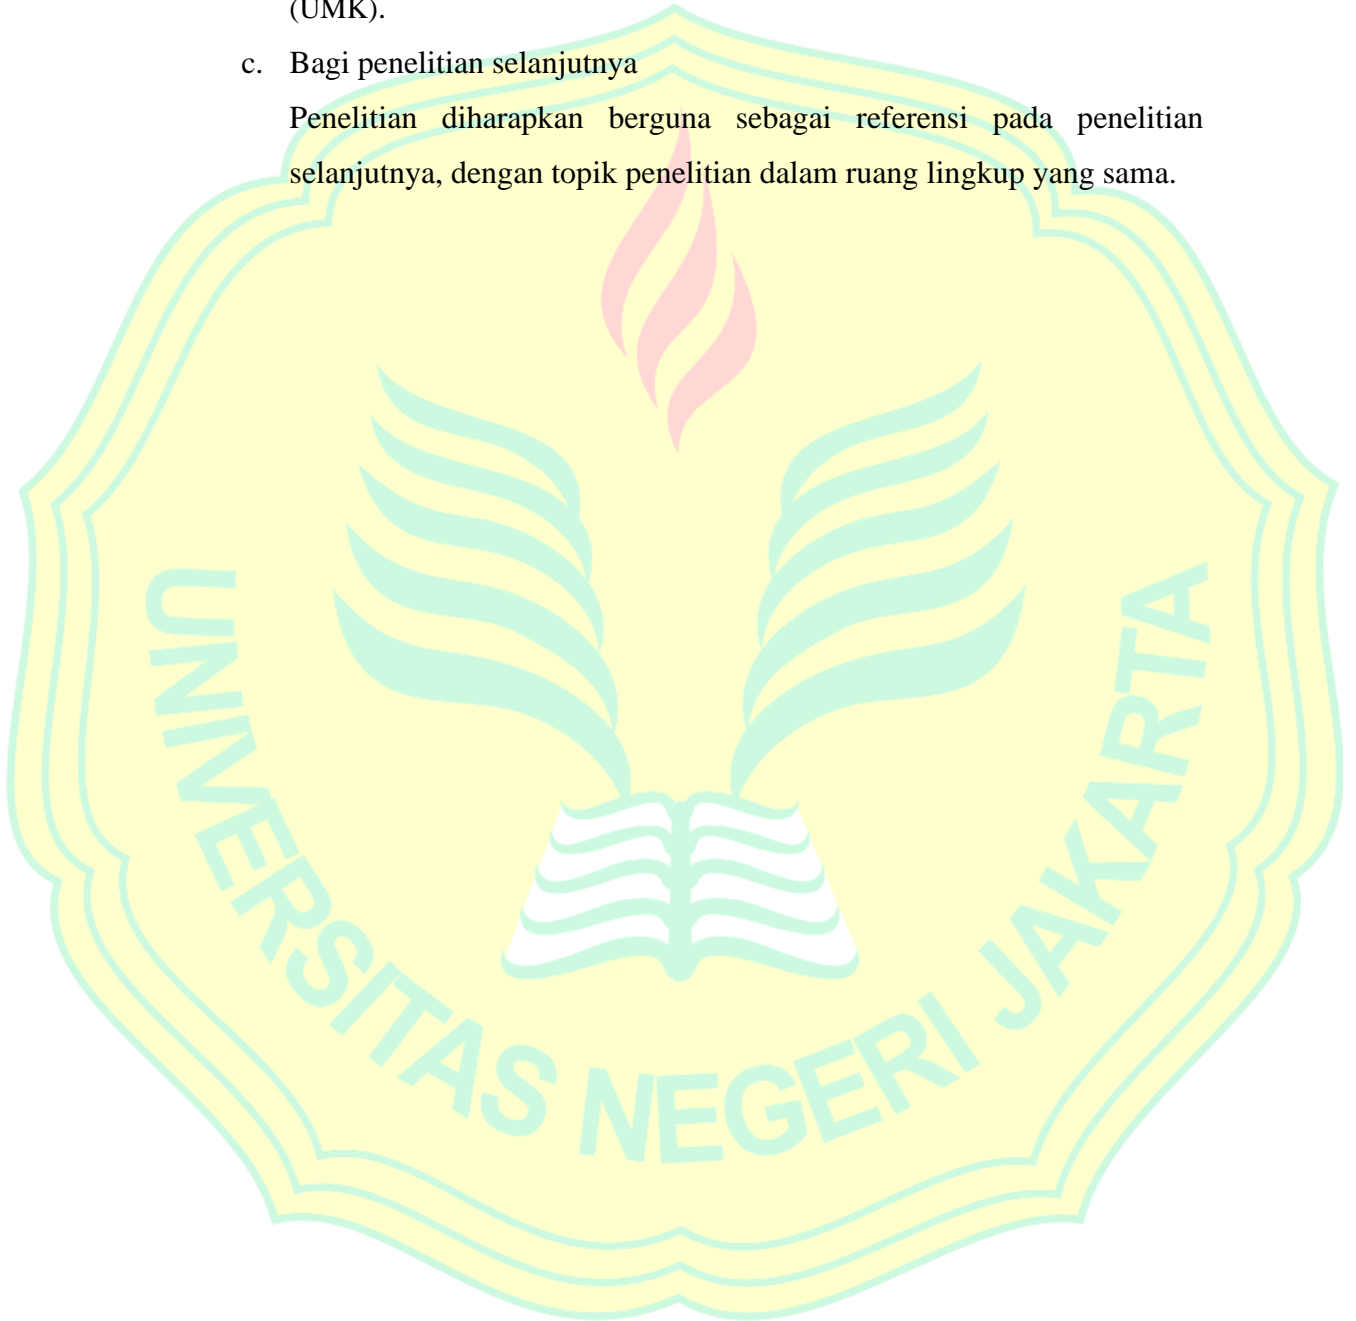 (UMK).
c. Bagi penelitian selanjutnya
Penelitian diharapkan berguna sebagai referensi pada penelitian
selanjutnya, dengan topik penelitian dalam ruang lingkup yang sama.
UNIVERSITAS NEGERI JAKARTA